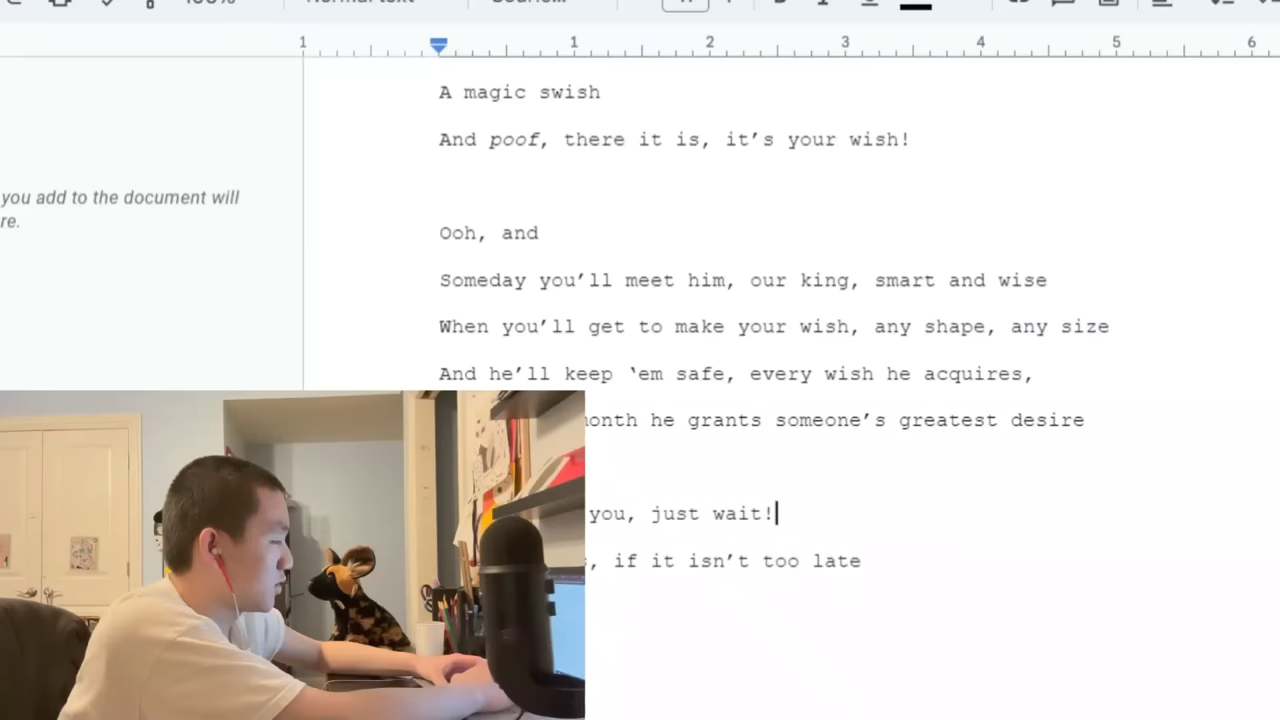 100%
Normal text
1 1 2 3 4 5 6
A magic swish
And poof, there it is, it’s your wish!
you add to the document will
re.
Ooh, and
Someday you’ll meet him, our king, smart and wise
When you’ll get to make your wish, any shape, any size
And he’ll keep ‘em safe, every wish he acquires,
month he grants someone’s greatest desire
you, just wait!
, if it isn’t too late